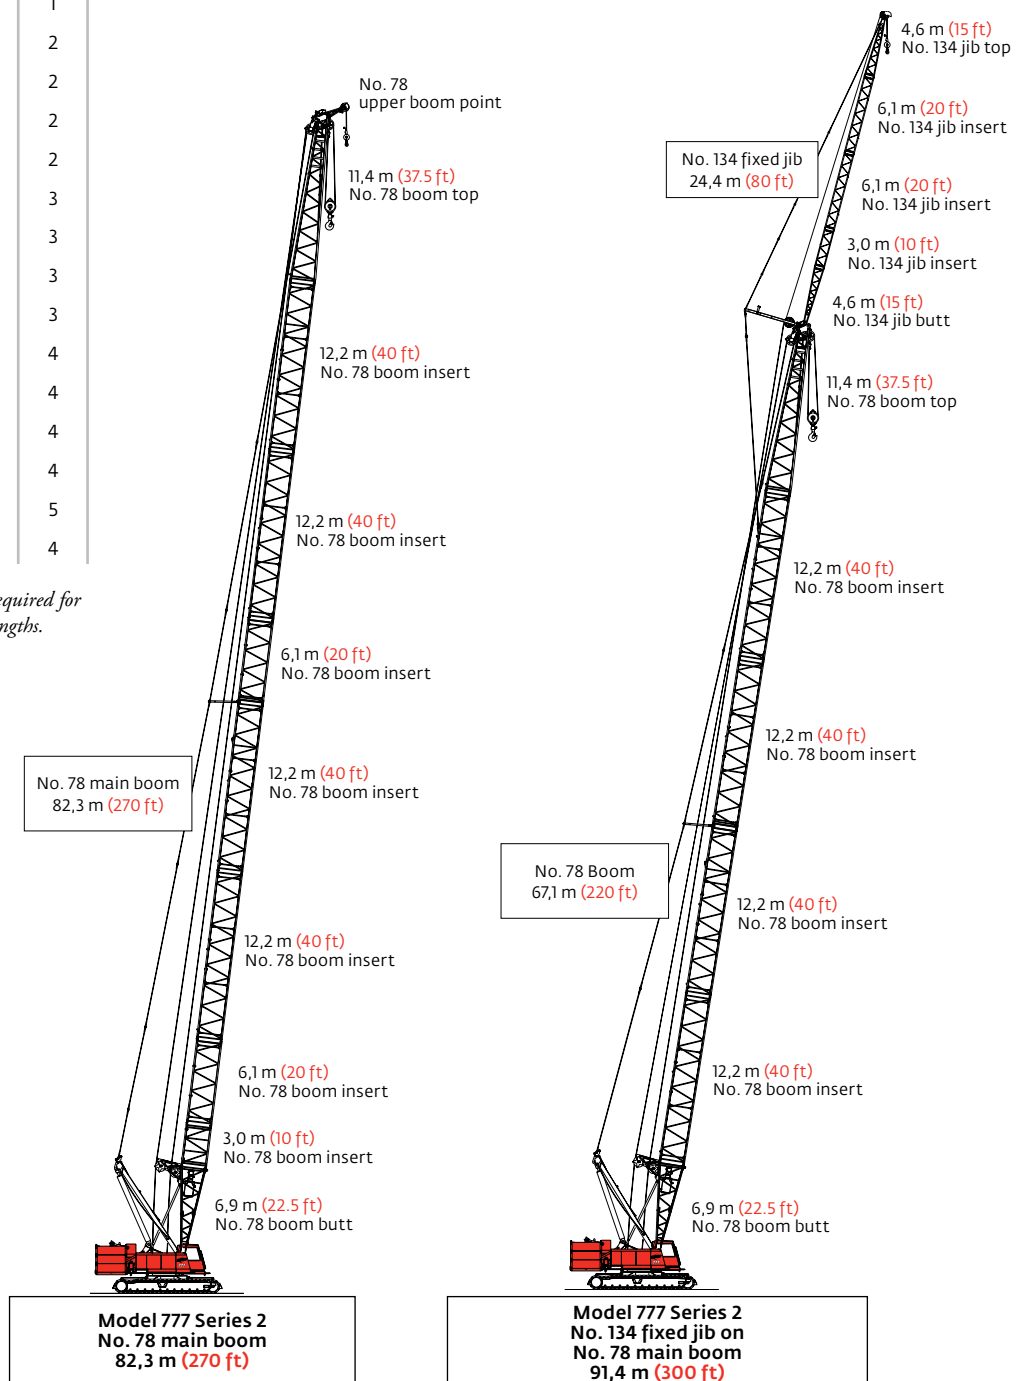 1
2
2
2
2
3
3
3
3
4
4
4
4
5
4
equired for
ngths.
No. 78
upper boom point
11,4 m (37.5 ft)
No. 78 boom top
12,2 m (40 ft)
No. 78 boom insert
12,2 m (40 ft)
No. 78 boom insert
6,1 m (20 ft)
No. 78 boom insert
No. 78 main boom
82,3 m (270 ft)
12,2 m (40 ft)
No. 78 boom insert
12,2 m (40 ft)
No. 78 boom insert
6,1 m (20 ft)
No. 78 boom insert
3,0 m (10 ft)
No. 78 boom insert
6,9 m (22.5 ft)
No. 78 boom butt
Model 777 Series 2
No. 78 main boom
82,3 m (270 ft)
4,6 m (15 ft)
No. 134 jib top
6,1 m (20 ft)
No. 134 jib insert
No. 134 fixed jib
24,4 m (80 ft)
6,1 m (20 ft)
No. 134 jib insert
3,0 m (10 ft)
No. 134 jib insert
4,6 m (15 ft)
No. 134 jib butt
11,4 m (37.5 ft)
No. 78 boom top
12,2 m (40 ft)
No. 78 boom insert
12,2 m (40 ft)
No. 78 boom insert
No. 78 Boom
67,1 m (220 ft)
12,2 m (40 ft)
No. 78 boom insert
12,2 m (40 ft)
No. 78 boom insert
6,9 m (22.5 ft)
No. 78 boom butt
Model 777 Series 2
No. 134 fixed jib on
No. 78 main boom
91,4 m (300 ft)